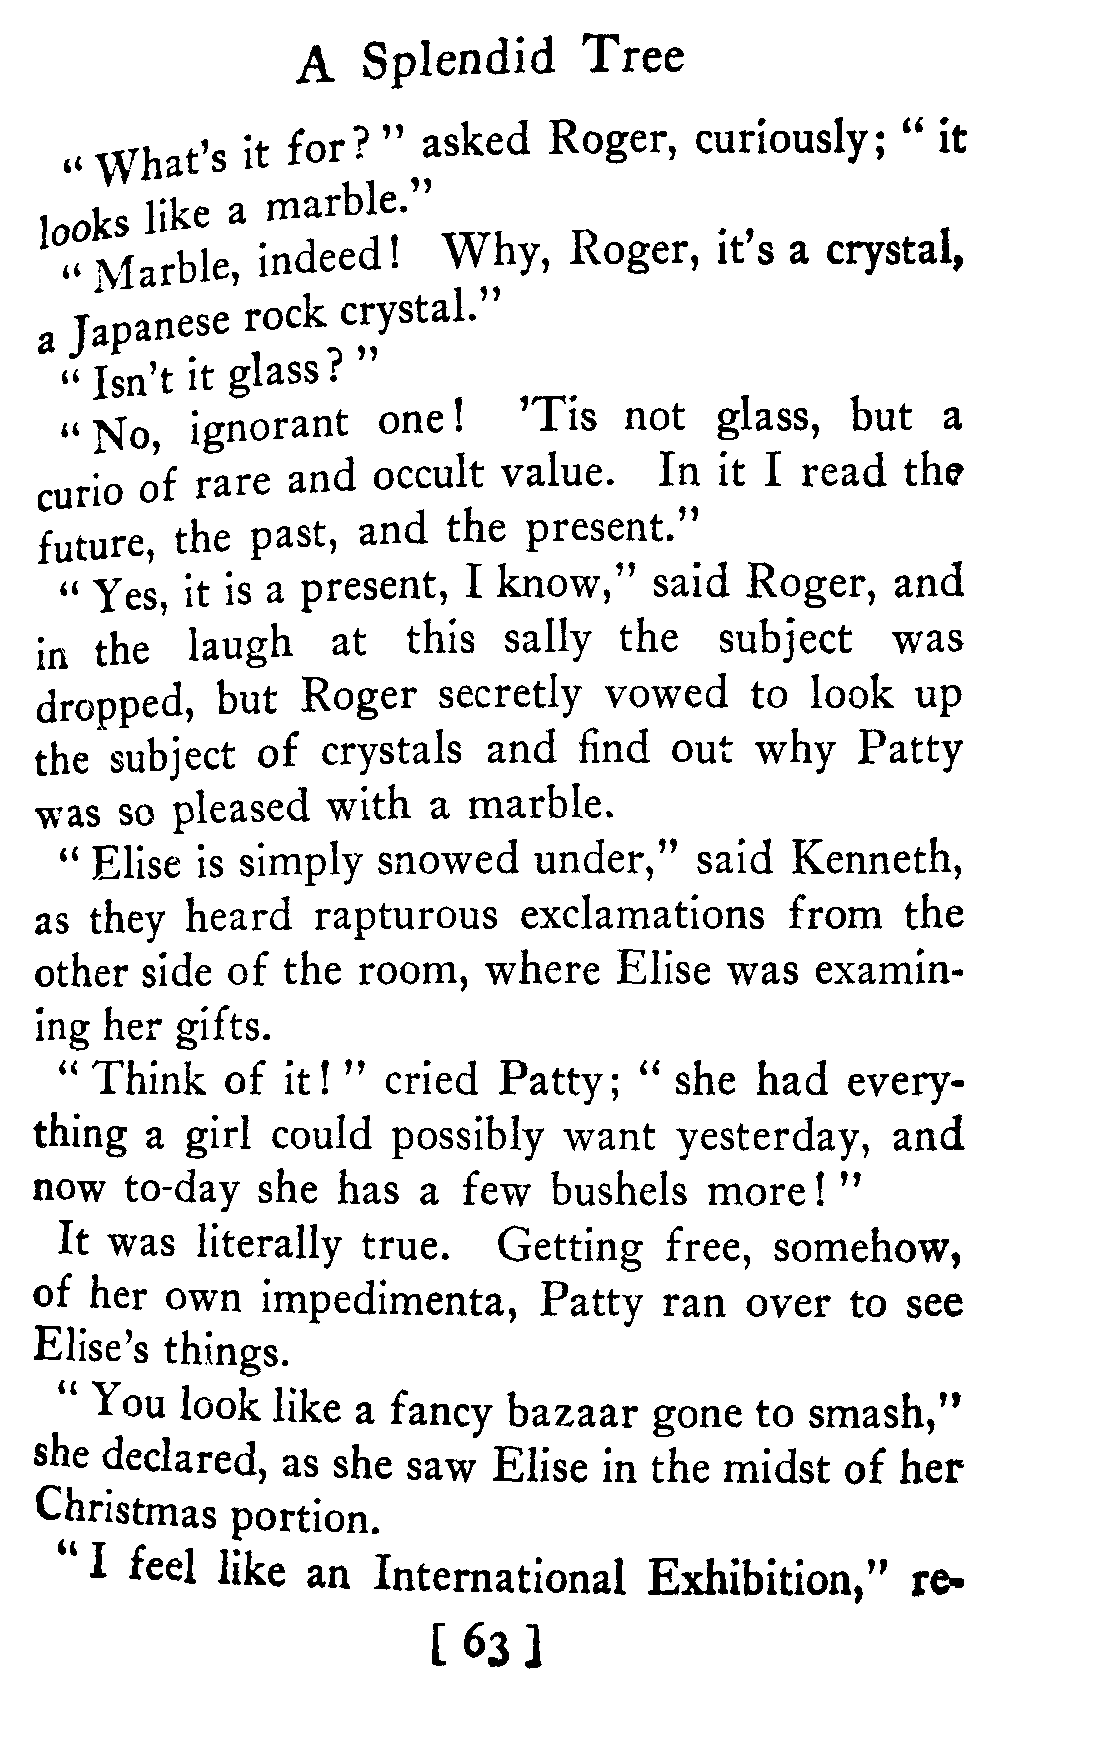 A Splendid Tree
“ What’s it for? ” asked Roger, curiously; “ it
looks like a marble.”
“ Marble, indeed! Why, Roger, it’s a crystal,
a Japanese rock crystal.”
“ Isn’t it glass? ”
“ No, ignorant one! ’Tis not glass, but a
curio of rare and occult value. In it I read the
future, the past, and the present.”
“ Yes, it is a present, I know,” said Roger, and
in the laugh at this sally the subject was
dropped, but Roger secretly vowed to look up
the subject of crystals and find out why Patty
was so pleased with a marble.
“ Elise is simply snowed under,” said Kenneth,
as they heard rapturous exclamations from the
other side of the room, where Elise was examin-
ing her gifts.
“ Think of it! ” cried Patty; “ she had every-
thing a girl could possibly want yesterday, and
now to-day she has a few bushels more! ”
It was literally true. Getting free, somehow,
of her own impedimenta, Patty ran over to see
Elise’s things.
“ You look like a fancy bazaar gone to smash,”
she declared, as she saw Elise in the midst of her
Christmas portion.
“ I feel like an International Exhibition,” re-
[ 63 ]